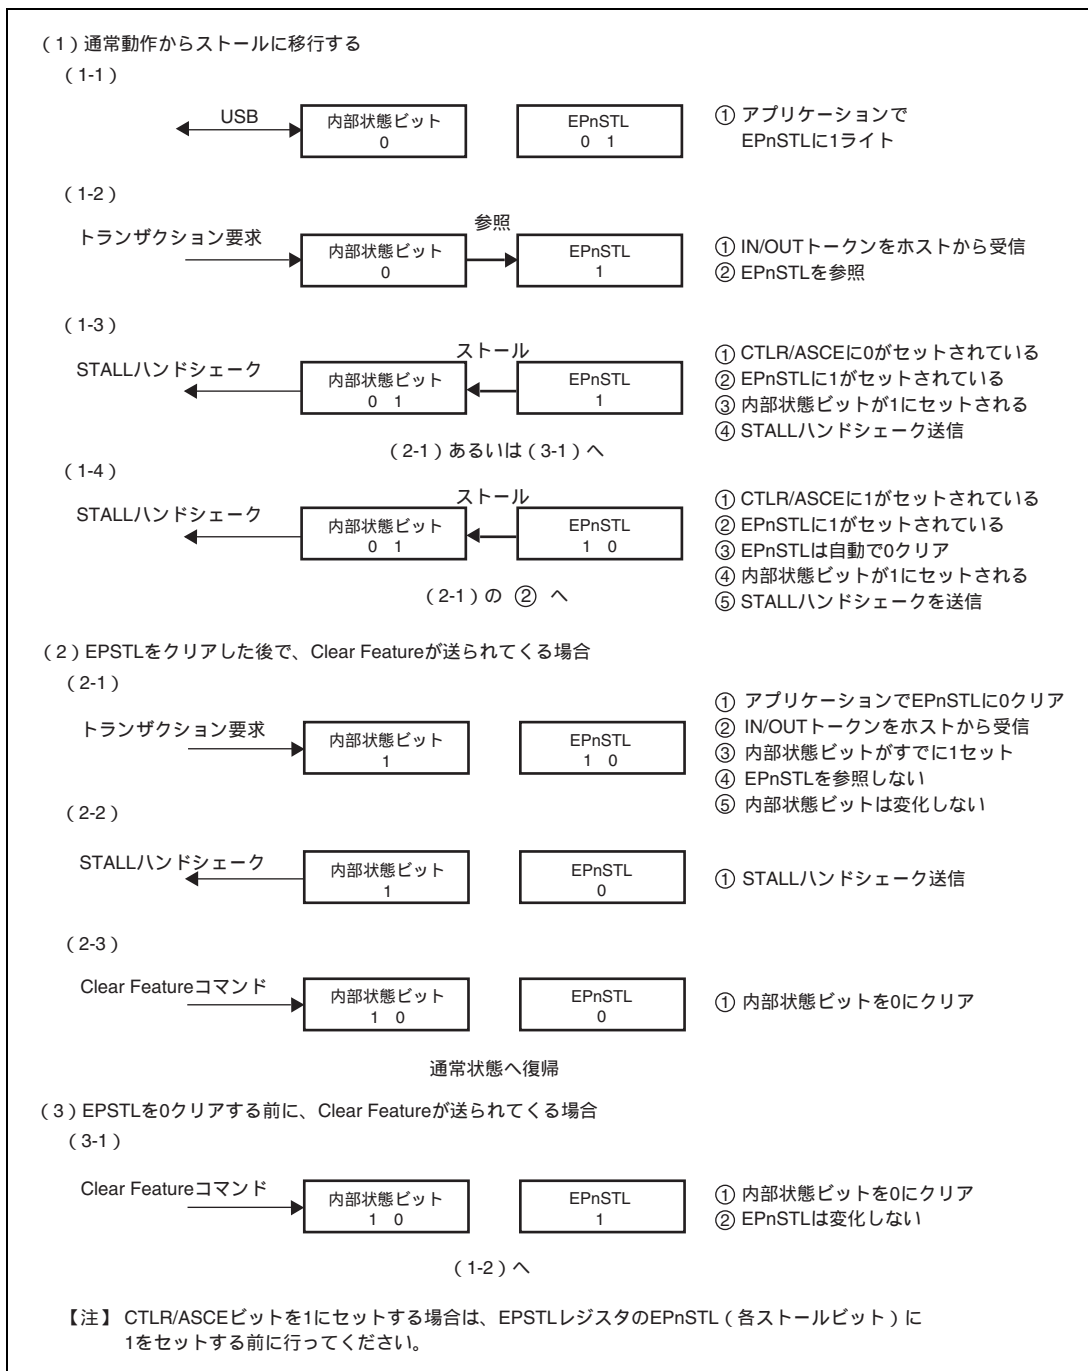 （1）通常動作からストールに移行する
（1-1）
USB
内部状態ビット
0
EPnSTL
0 1
① アプリケーションで
EPnSTLに1ライト
（1-2）
トランザクション要求
内部状態ビット
0
参照
EPnSTL
1
① IN/OUTトークンをホストから受信
② EPnSTLを参照
（1-3）
STALLハンドシェーク
内部状態ビット
0 1
ストール
EPnSTL
1
① CTLR/ASCEに0がセットされている
② EPnSTLに1がセットされている
③ 内部状態ビットが1にセットされる
④ STALLハンドシェーク送信
（2-1）あるいは（3-1）へ
（1-4）
STALLハンドシェーク
内部状態ビット
0 1
ストール
EPnSTL
1 0
① CTLR/ASCEに1がセットされている
② EPnSTLに1がセットされている
③ EPnSTLは自動で0クリア
④ 内部状態ビットが1にセットされる
⑤ STALLハンドシェークを送信
（2-1）の ② へ
（2）EPSTLをクリアした後で、Clear Featureが送られてくる場合
（2-1）
トランザクション要求
内部状態ビット
1
EPnSTL
1 0
① アプリケーションでEPnSTLに0クリア
② IN/OUTトークンをホストから受信
③ 内部状態ビットがすでに1セット
④ EPnSTLを参照しない
⑤ 内部状態ビットは変化しない
（2-2）
STALLハンドシェーク
内部状態ビット
1
EPnSTL
0
① STALLハンドシェーク送信
（2-3）
Clear Featureコマンド
内部状態ビット
1 0
EPnSTL
0
① 内部状態ビットを0にクリア
通常状態へ復帰
（3）EPSTLを0クリアする前に、Clear Featureが送られてくる場合
（3-1）
Clear Featureコマンド
内部状態ビット
1 0
EPnSTL
1
① 内部状態ビットを0にクリア
② EPnSTLは変化しない
（1-2）へ
【注】 CTLR/ASCEビットを1にセットする場合は、EPSTLレジスタのEPnSTL（各ストールビット）に
1をセットする前に行ってください。